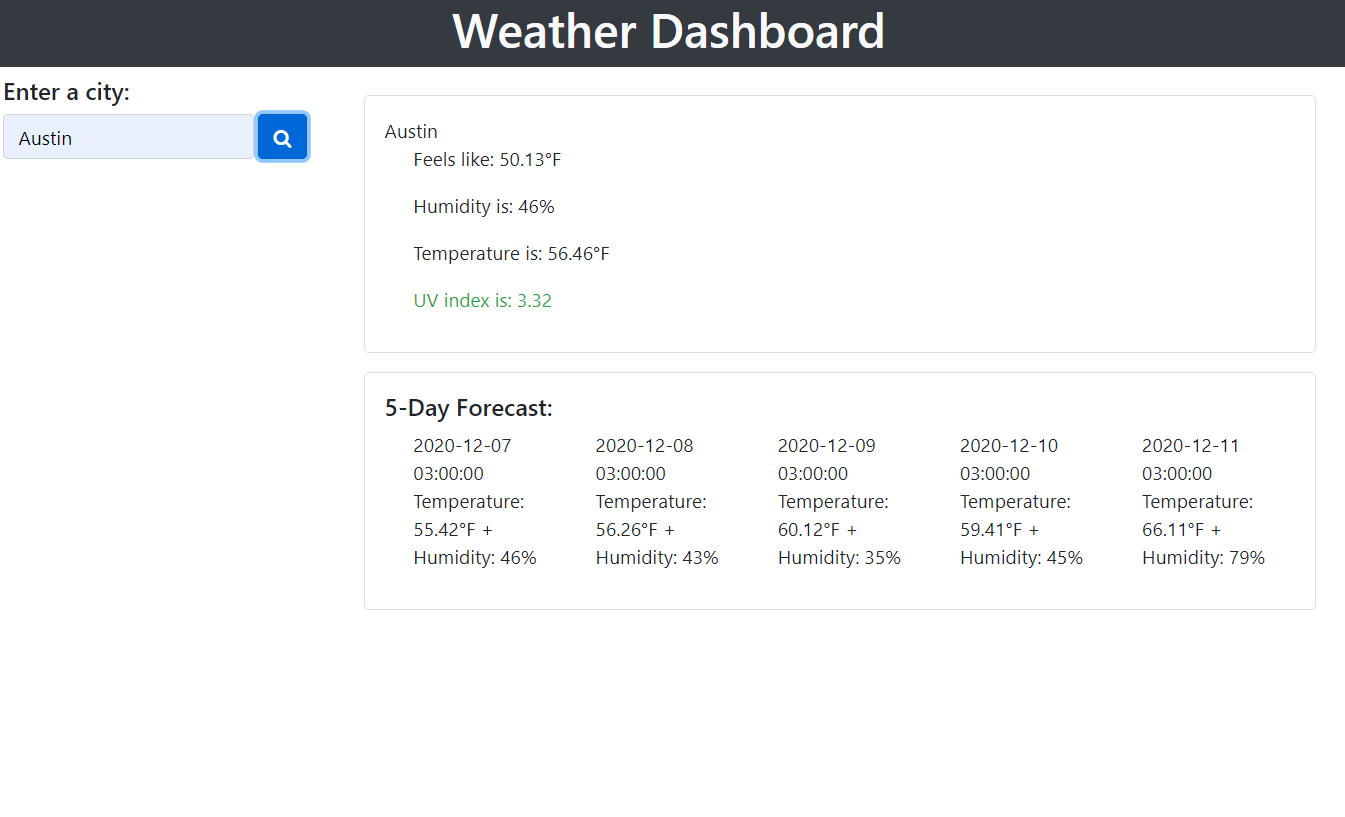 Weather Dashboard
Enter a city:
Austin
Austin
Feels like: 50.13°F
Humidity is: 46%
Temperature is: 56.46°F
UV index is: 3.32
5-Day Forecast:
2020-12-07
03:00:00
Temperature:
55.42°F +
Humidity: 46%
2020-12-08
03:00:00
Temperature:
56.26°F +
Humidity: 43%
2020-12-09
03:00:00
Temperature:
60.12°F +
Humidity: 35%
2020-12-10
03:00:00
Temperature:
59.41°F +
Humidity: 45%
2020-12-11
03:00:00
Temperature:
66.11°F +
Humidity: 79%